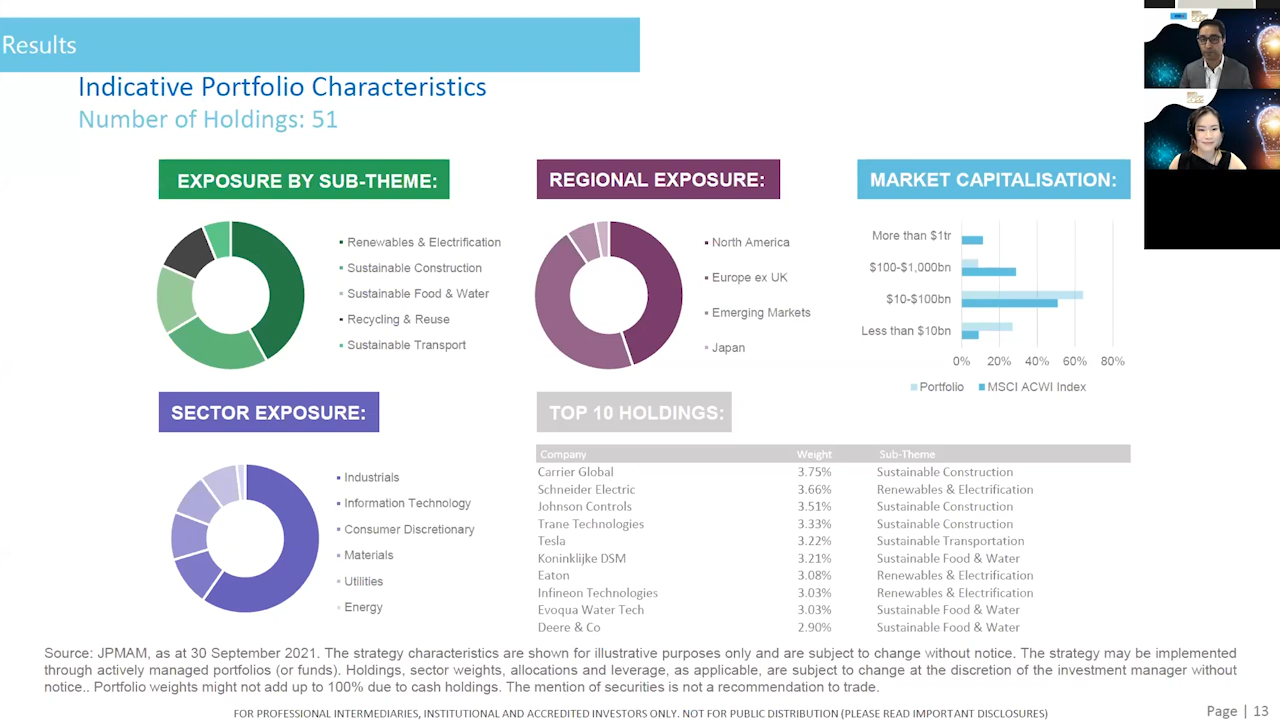 Results
Indicative Portfolio Characteristics
Number of Holdings: 51
EXPOSURE BY SUB-THEME:
Renewables & Electrification
Sustainable Construction
Sustainable Food & Water
Recycling & Reuse
Sustainable Transport
REGIONAL EXPOSURE:
North America
Europe ex UK
Emerging Markets
Japan
MARKET CAPITALISATION:
More than $1tr
$100-$1,000bn
$10-$100bn
Less than $10bn
0% 20% 40% 60% 80%
Portfolio MSCI ACWI Index
SECTOR EXPOSURE:
Industrials
Information Technology
Consumer Discretionary
Materials
Utilities
Energy
TOP 10 HOLDINGS:
Company Weight Sub-Theme
Carrier Global 3.75% Sustainable Construction
Schneider Electric 3.66% Renewables & Electrification
Johnson Controls 3.51% Sustainable Construction
Trane Technologies 3.33% Sustainable Construction
Tesla 3.22% Sustainable Transportation
Koninklijke DSM 3.21% Sustainable Food & Water
Eaton 3.08% Renewables & Electrification
Infineon Technologies 3.03% Renewables & Electrification
Evoqua Water Tech 3.03% Sustainable Food & Water
Deere & Co 2.90% Sustainable Food & Water
Source: JPMAM, as at 30 September 2021. The strategy characteristics are shown for illustrative purposes only and are subject to change without notice. The strategy may be implemented
through actively managed portfolios (or funds). Holdings, sector weights, allocations and leverage, as applicable, are subject to change at the discretion of the investment manager without
notice.. Portfolio weights might not add up to 100% due to cash holdings. The mention of securities is not a recommendation to trade.
FOR PROFESSIONAL INTERMEDIARIES, INSTITUTIONAL AND ACCREDITED INVESTORS ONLY. NOT FOR PUBLIC DISTRIBUTION (PLEASE READ IMPORTANT DISCLOSURES)
Page | 13